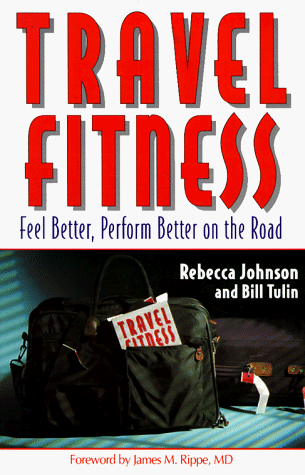 TRAVEL
FITNESS
Feel Better, Perform Better on the Road
Rebecca Johnson
and Bill Tulin
TRAVEL
FITNESS
Foreword by James M. Rippe, MD